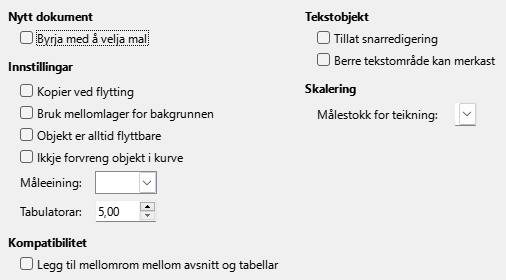 Nytt dokument
Byrja med å velja mal
Innstillingar
Kopier ved flytting
Bruk mellomlager for bakgrunnen
Objekt er alltid flyttbare
Ikkje forvreng objekt i kurve
Måleeining:
Tabulatorar: 5,00
Kompatibilitet
Legg til mellomrom mellom avsnitt og tabellar
Tekstobjekt
Tillat snarredigering
Berre tekstområde kan merkast
Skalering
Målestokk for teikning: